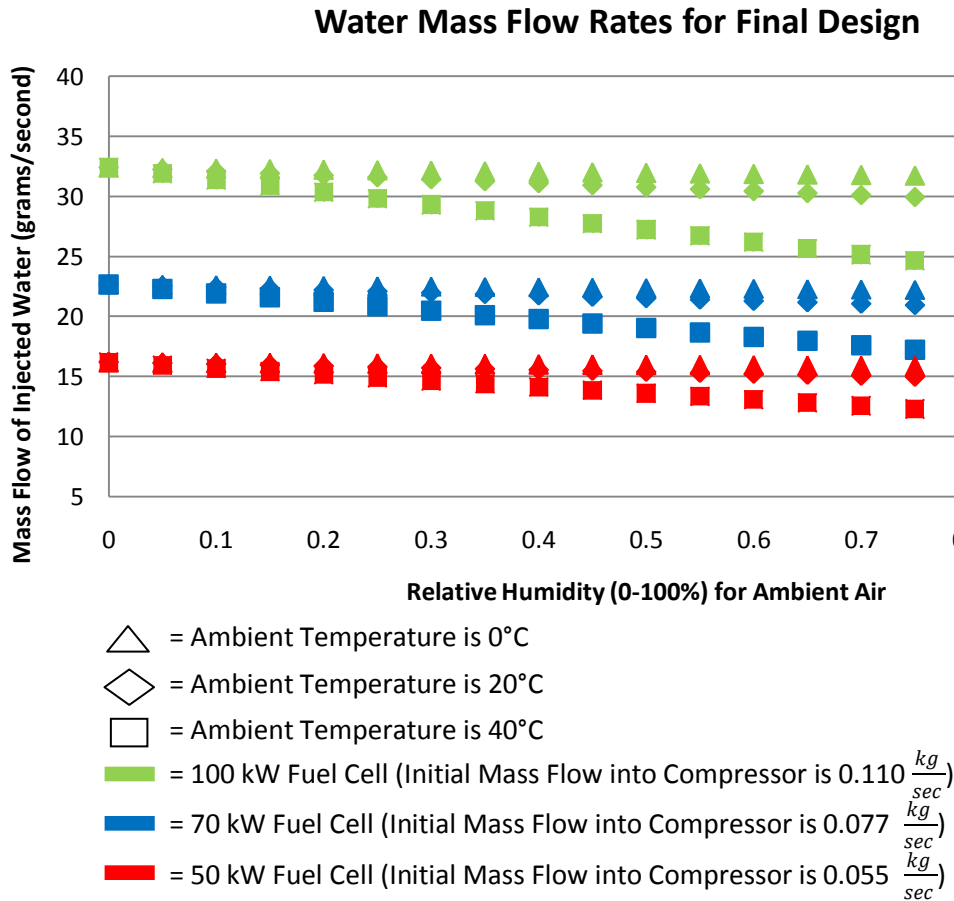 Water Mass Flow Rates for Final Design
Mass Flow of Injected Water (grams/second)
40
35
30
25
20
15
10
5
0 0.1 0.2 0.3 0.4 0.5 0.6 0.7 0
Relative Humidity (0-100%) for Ambient Air
= Ambient Temperature is 0°C
= Ambient Temperature is 20°C
= Ambient Temperature is 40°C
= 100 kW Fuel Cell (Initial Mass Flow into Compressor is 0.110 kg/sec)
= 70 kW Fuel Cell (Initial Mass Flow into Compressor is 0.077 kg/sec)
= 50 kW Fuel Cell (Initial Mass Flow into Compressor is 0.055 kg/sec)